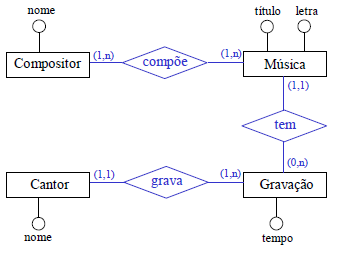 nome
título letra
Compositor (1,n) compõe (1,n) Música
(1,1)
tem
(0,n)
Cantor (1,1) grava (1,n) Gravação
nome tempo